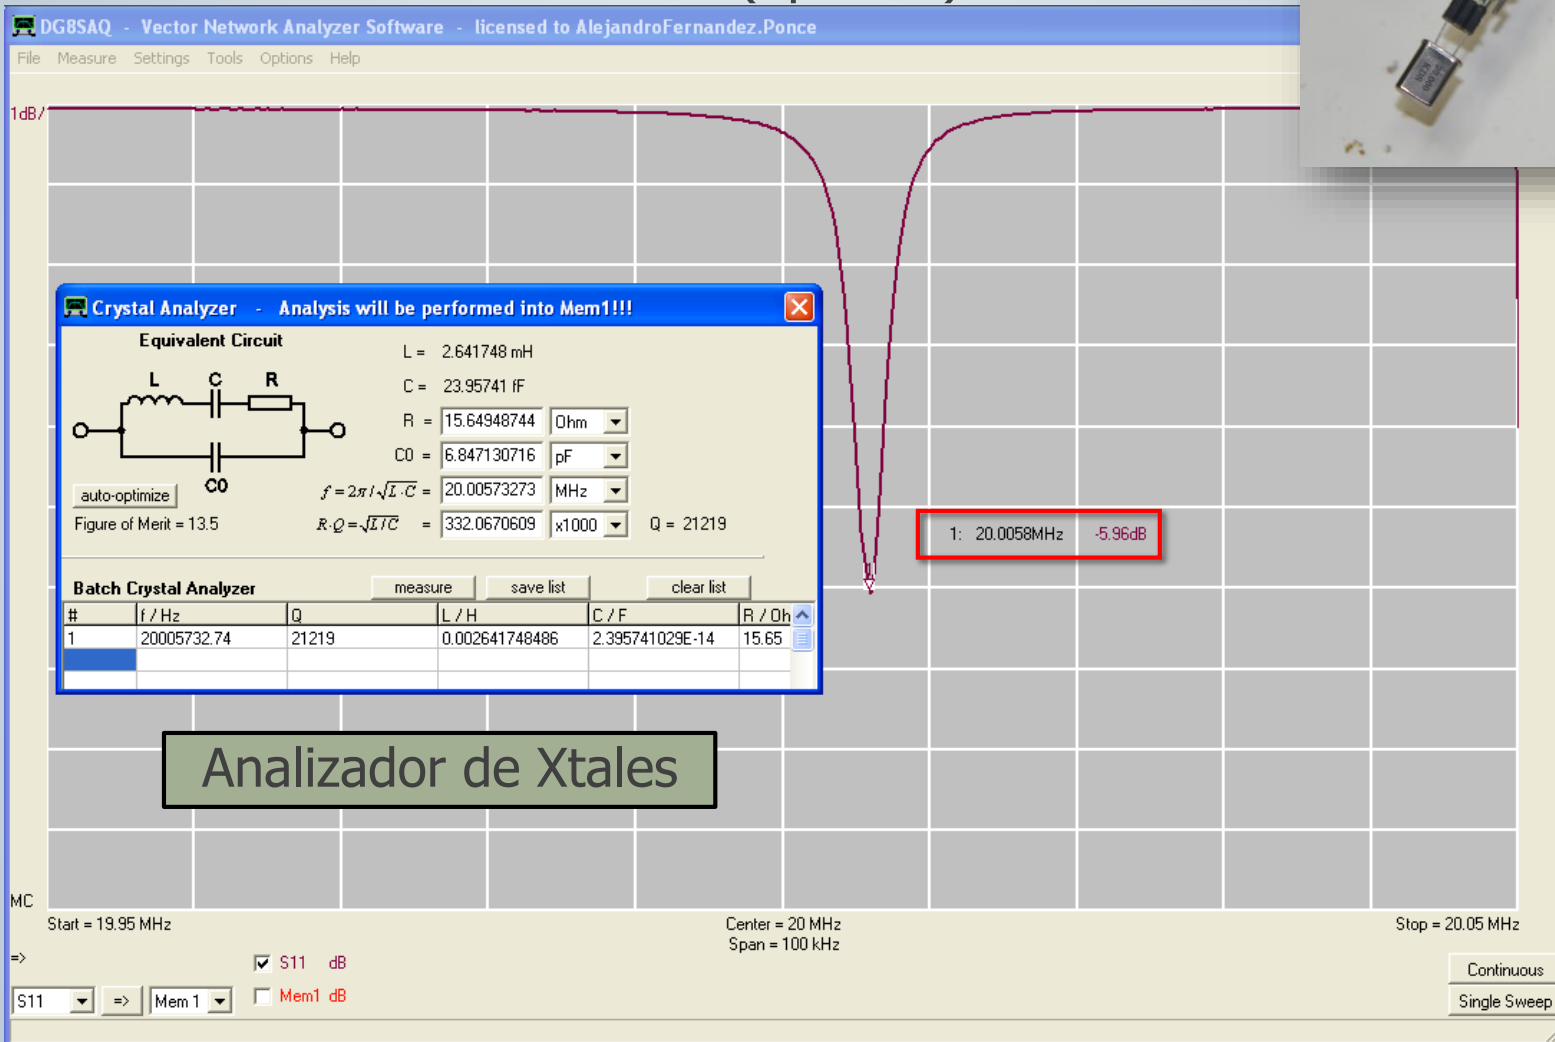 DG8SAQ - Vector Network Analyzer Software - licensed to AlejandroFernandez.Ponce
File Measure Settings Tools Options Help
1dB/
Crystal Analyzer - Analysis will be performed into Mem1!!!
Equivalent Circuit
L = 2.641748 mH
L C R
C = 23.95741 fF
R = 15.64948744 Ohm
C0 = 6.847130716 pF
C0
auto-optimize
f=2π/√L·C = 20.00573273 MHz
Figure of Merit = 13.5
R·Q=√L/C = 332.0670609 x1000 Q = 21219
1: 20.0058MHz -5.96dB
Batch Crystal Analyzer measure save list clear list
# f / Hz Q L / H C / F R / Oh
1 20005732.74 21219 0.002641748486 2.395741029E-14 15.65
Analizador de Xtales
MC
Start = 19.95 MHz Center = 20 MHz Stop = 20.05 MHz
Span = 100 kHz
=>
S11 dB
Continuous
S11 => Mem 1 Mem1 dB
Single Sweep